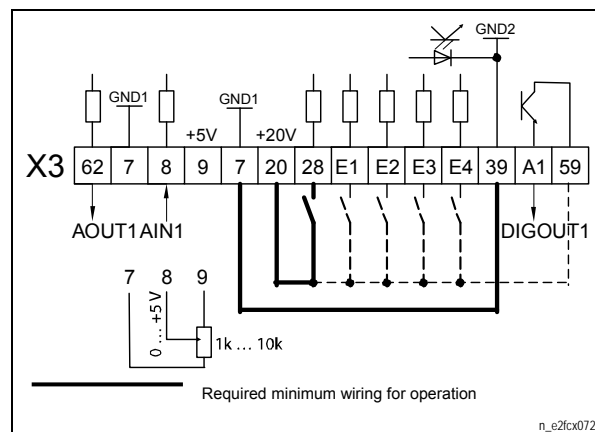 GND2
GND1
GND1
+5V
+20V
X3 62 7 8 9 7 20 28 E1 E2 E3 E4 39 A1 59
AOUT1 AIN1
DIGOUT1
7 8 9
0 ... +5 V
1k ... 10k
Required minimum wiring for operation
n_e2fcx072